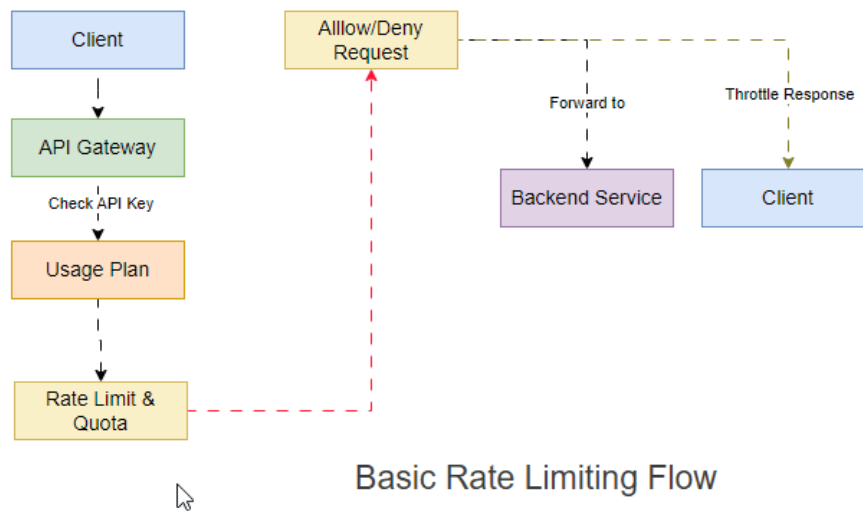 Client
API Gateway
Check API Key
Usage Plan
Rate Limit &
Quota
Alllow/Deny
Request
Forward to
Throttle Response
Backend Service
Client
Basic Rate Limiting Flow